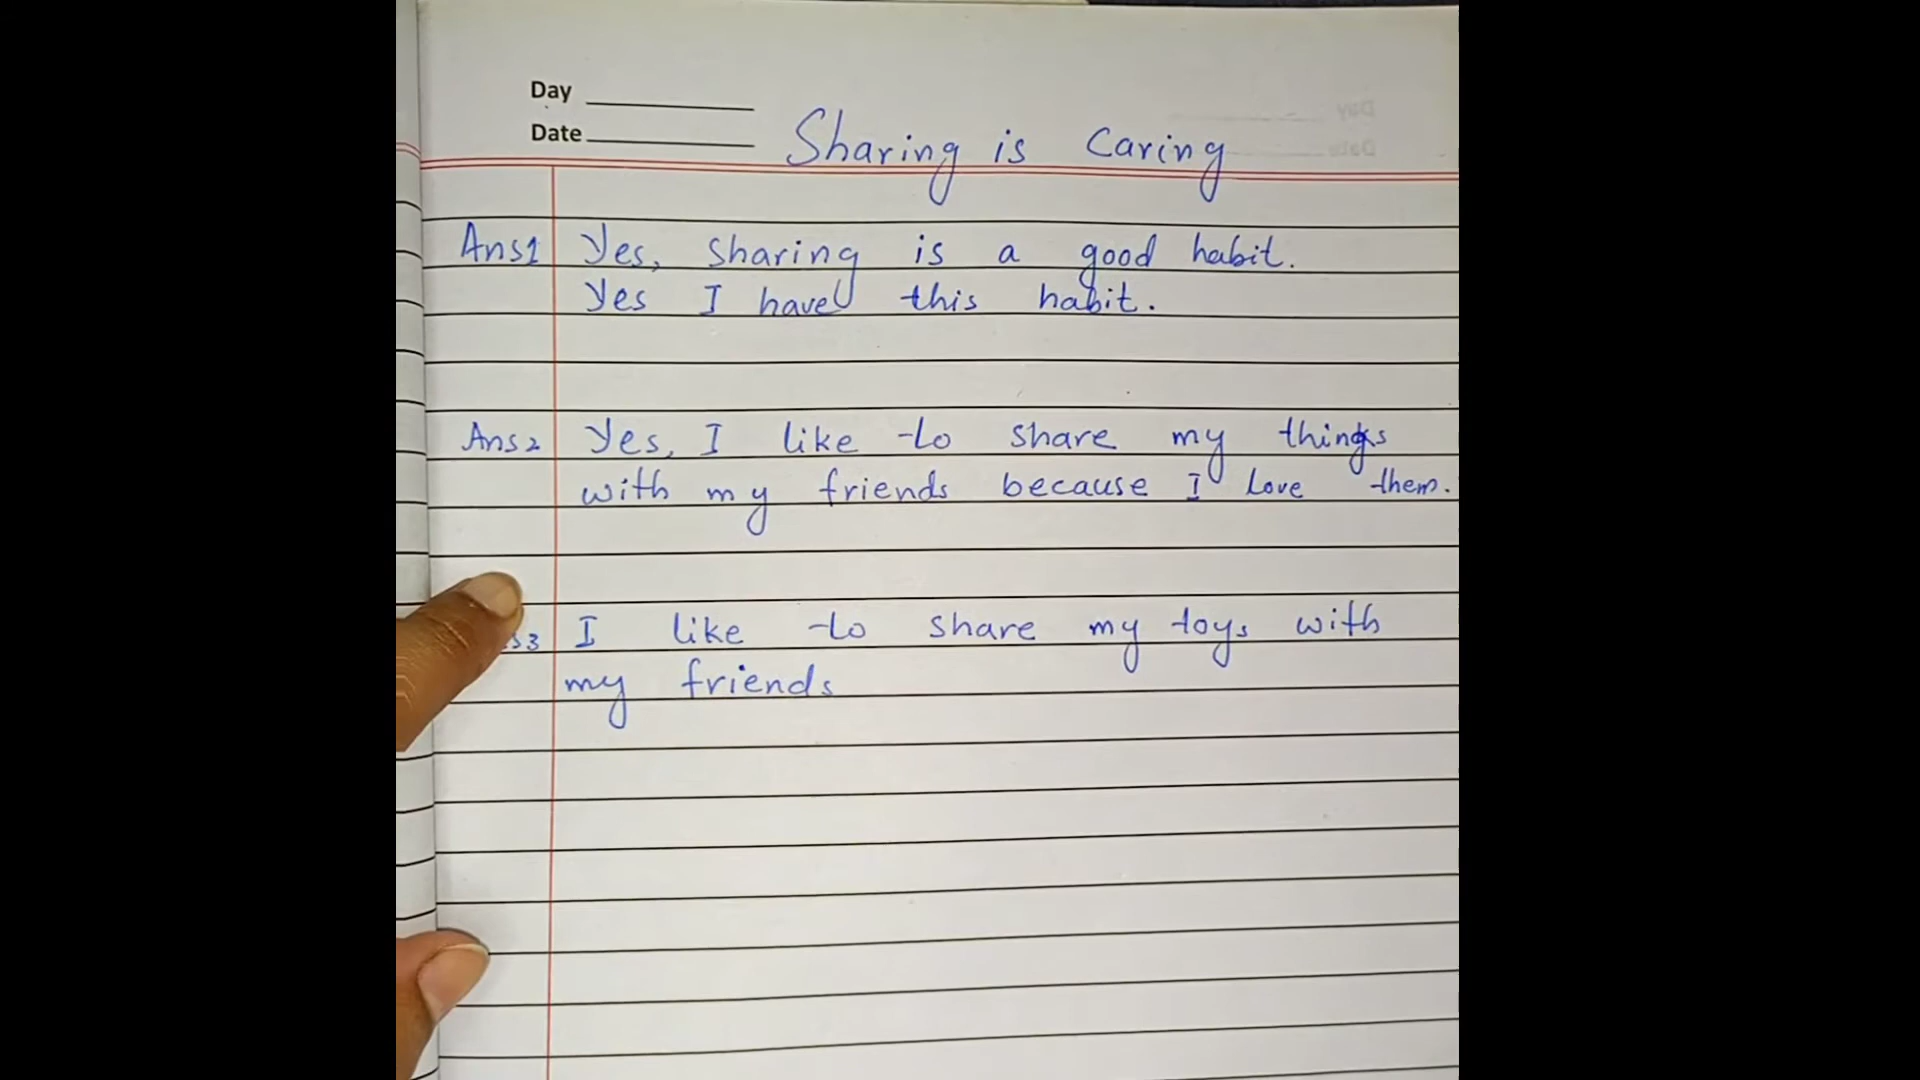 Day
Date
Sharing is Caring
Ans1 Yes, sharing is a good habit.
Yes I have this habit.
Ans2 Yes, I like to share my things
with my friends because I love them.
s3 I like to share my toys with
my friends